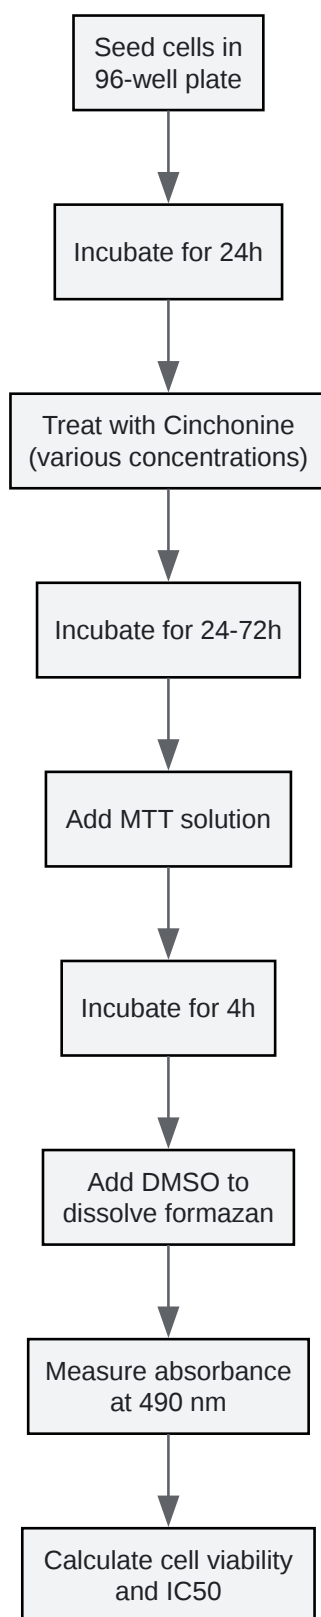 Seed cells in
96-well plate
Incubate for 24h
Treat with Cinchonine
(various concentrations)
Incubate for 24-72h
Add MTT solution
Incubate for 4h
Add DMSO to
dissolve formazan
Measure absorbance
at 490 nm
Calculate cell viability
and IC50